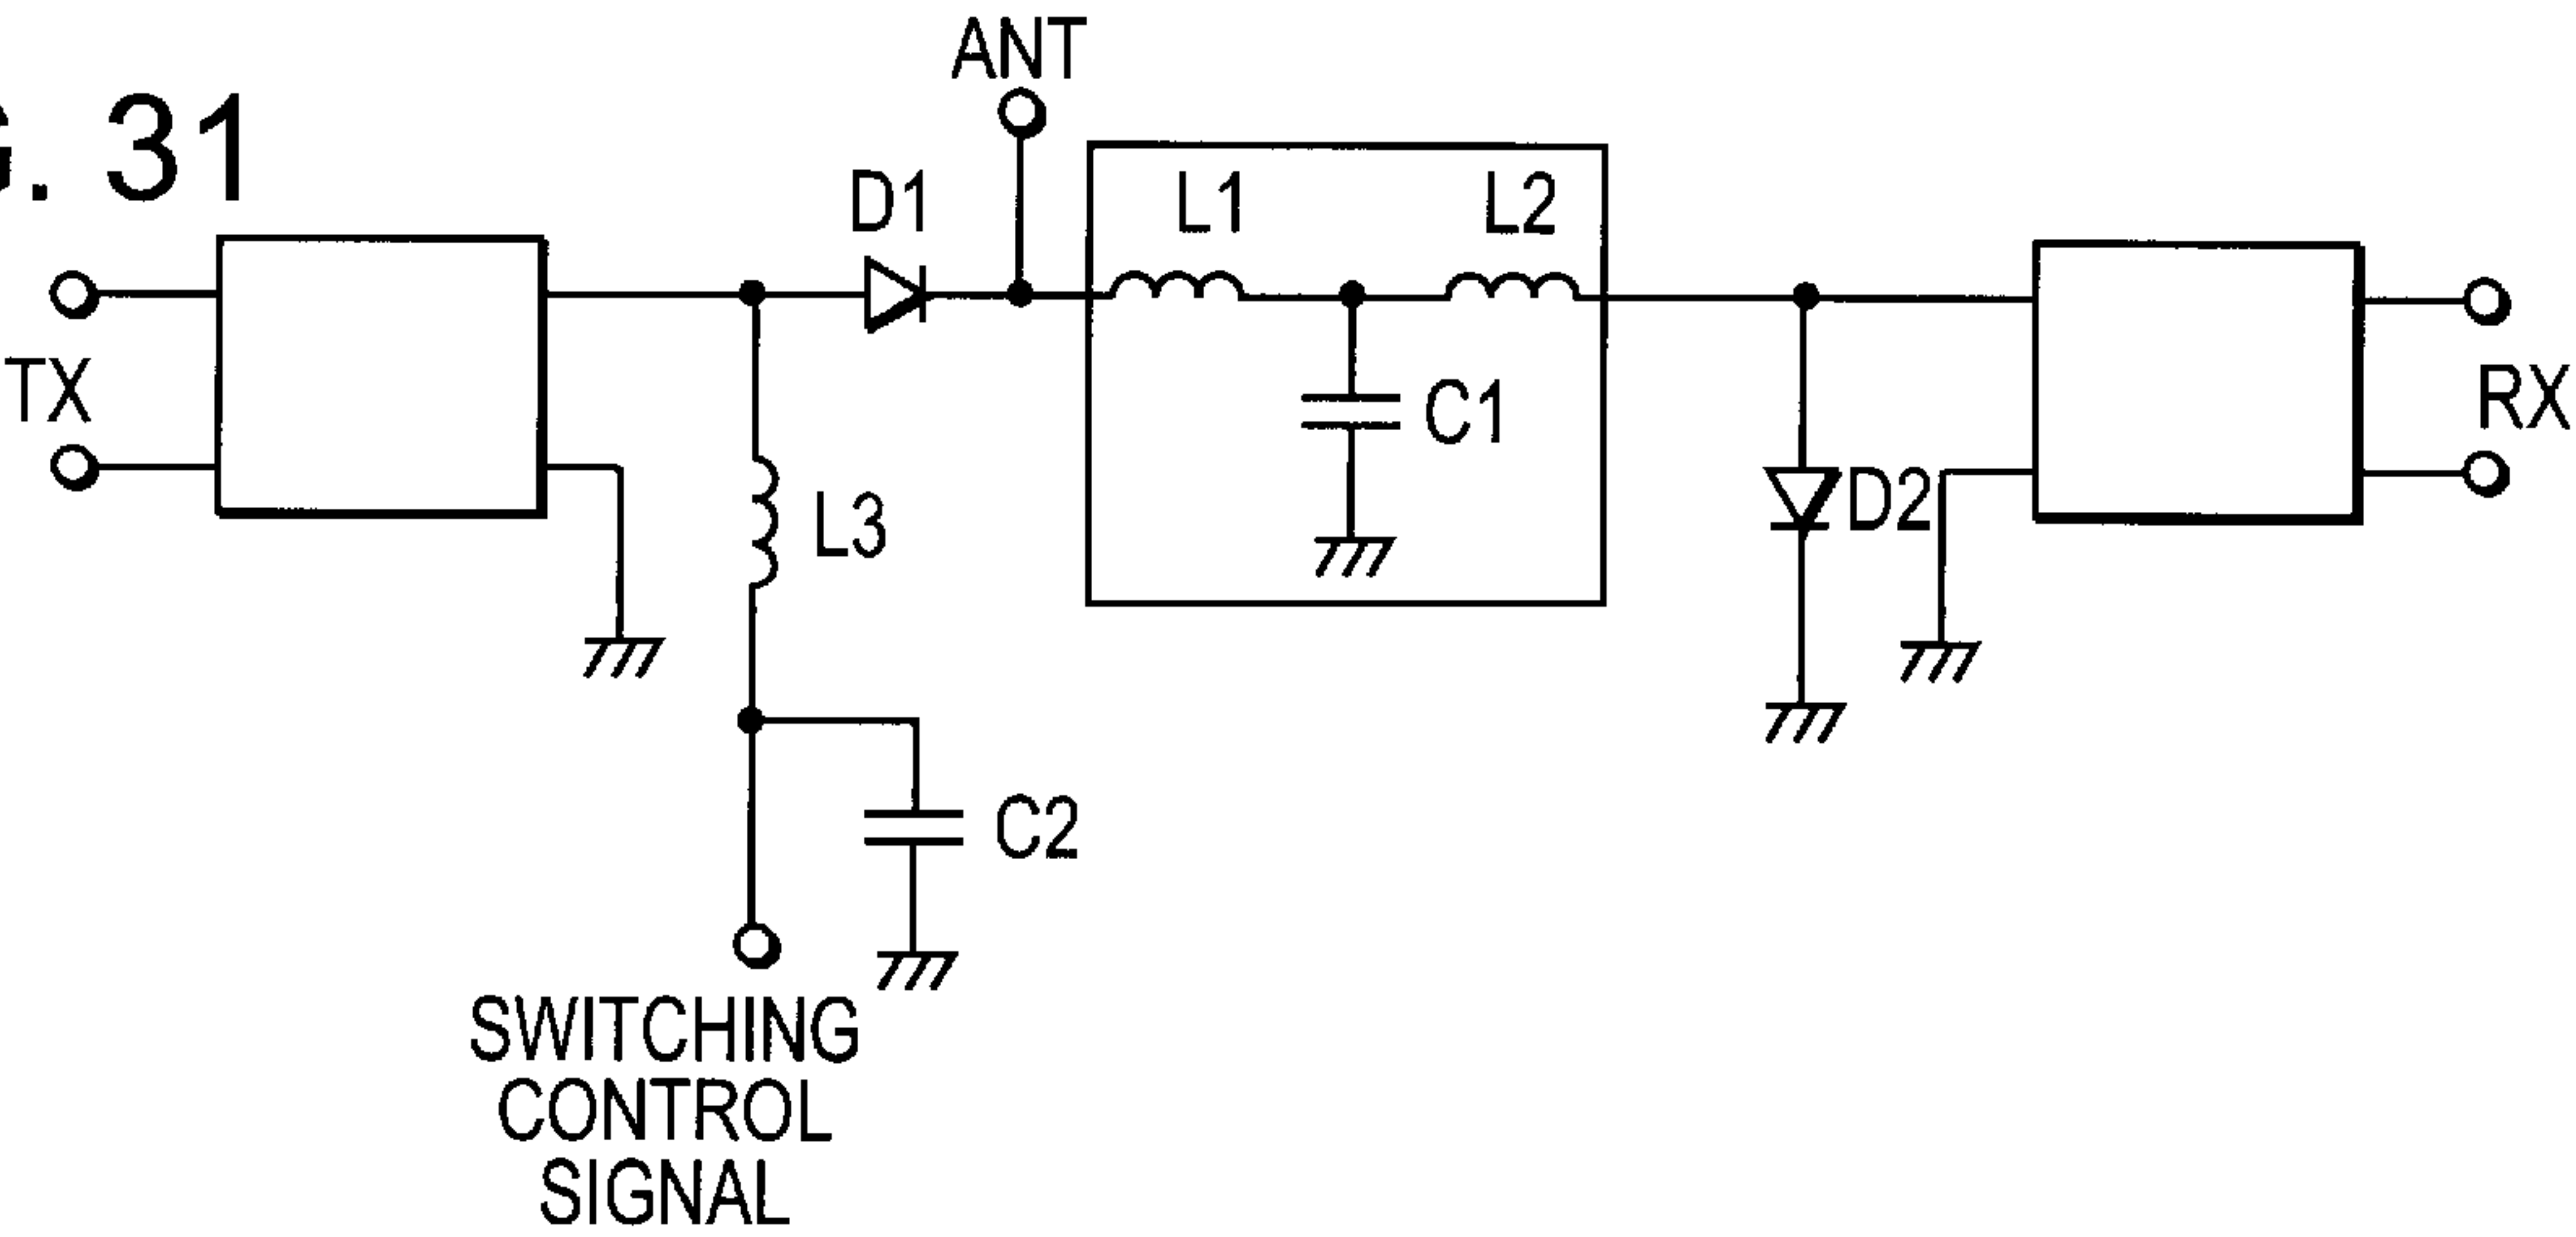 31
ANT
D1
L1
L2
TX
C1
RX
D2
L3
C2
SWITCHING
CONTROL
SIGNAL